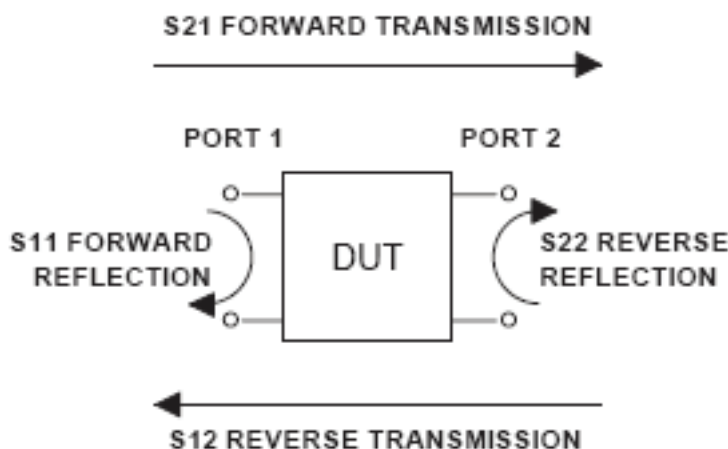 S21 FORWARD TRANSMISSION
PORT 1
PORT 2
S11 FORWARD
REFLECTION
DUT
S22 REVERSE
REFLECTION
S12 REVERSE TRANSMISSION